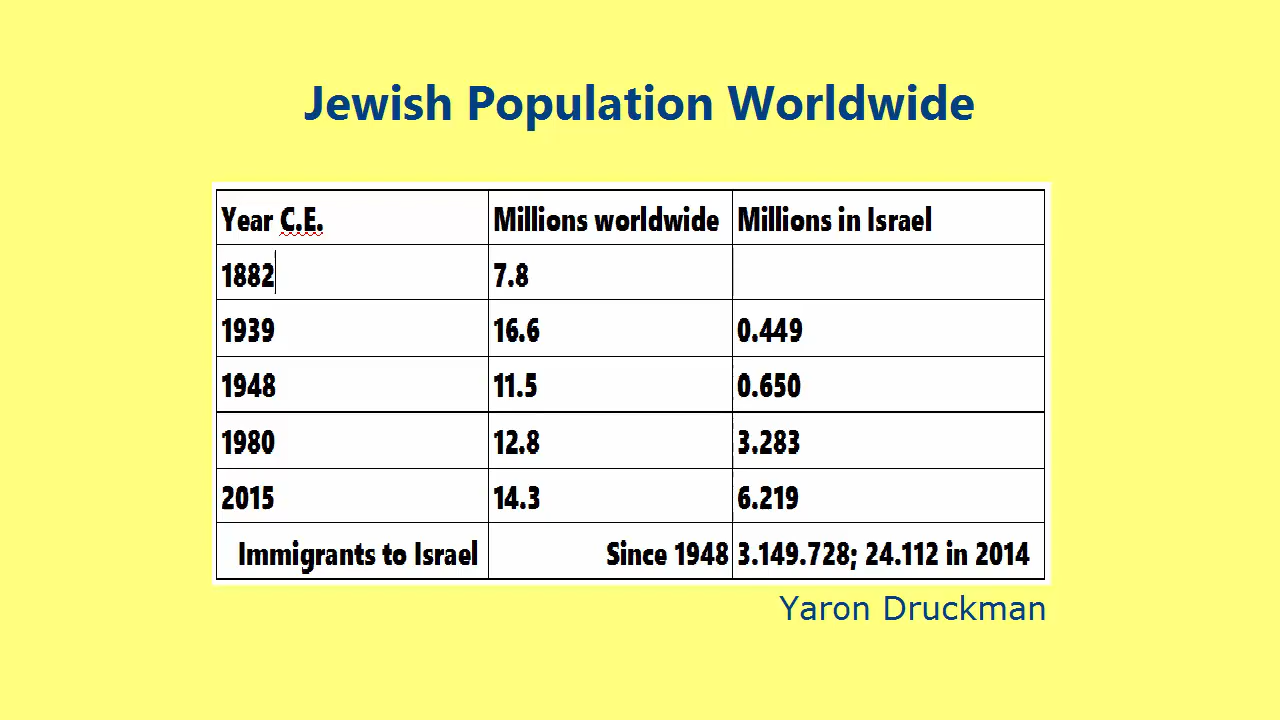 Jewish Population Worldwide
Year C.E. Millions worldwide Millions in Israel
1882 7.8
1939 16.6 0.449
1948 11.5 0.650
1980 12.8 3.283
2015 14.3 6.219
Immigrants to Israel Since 1948 3.149.728; 24.112 in 2014
Yaron Druckman